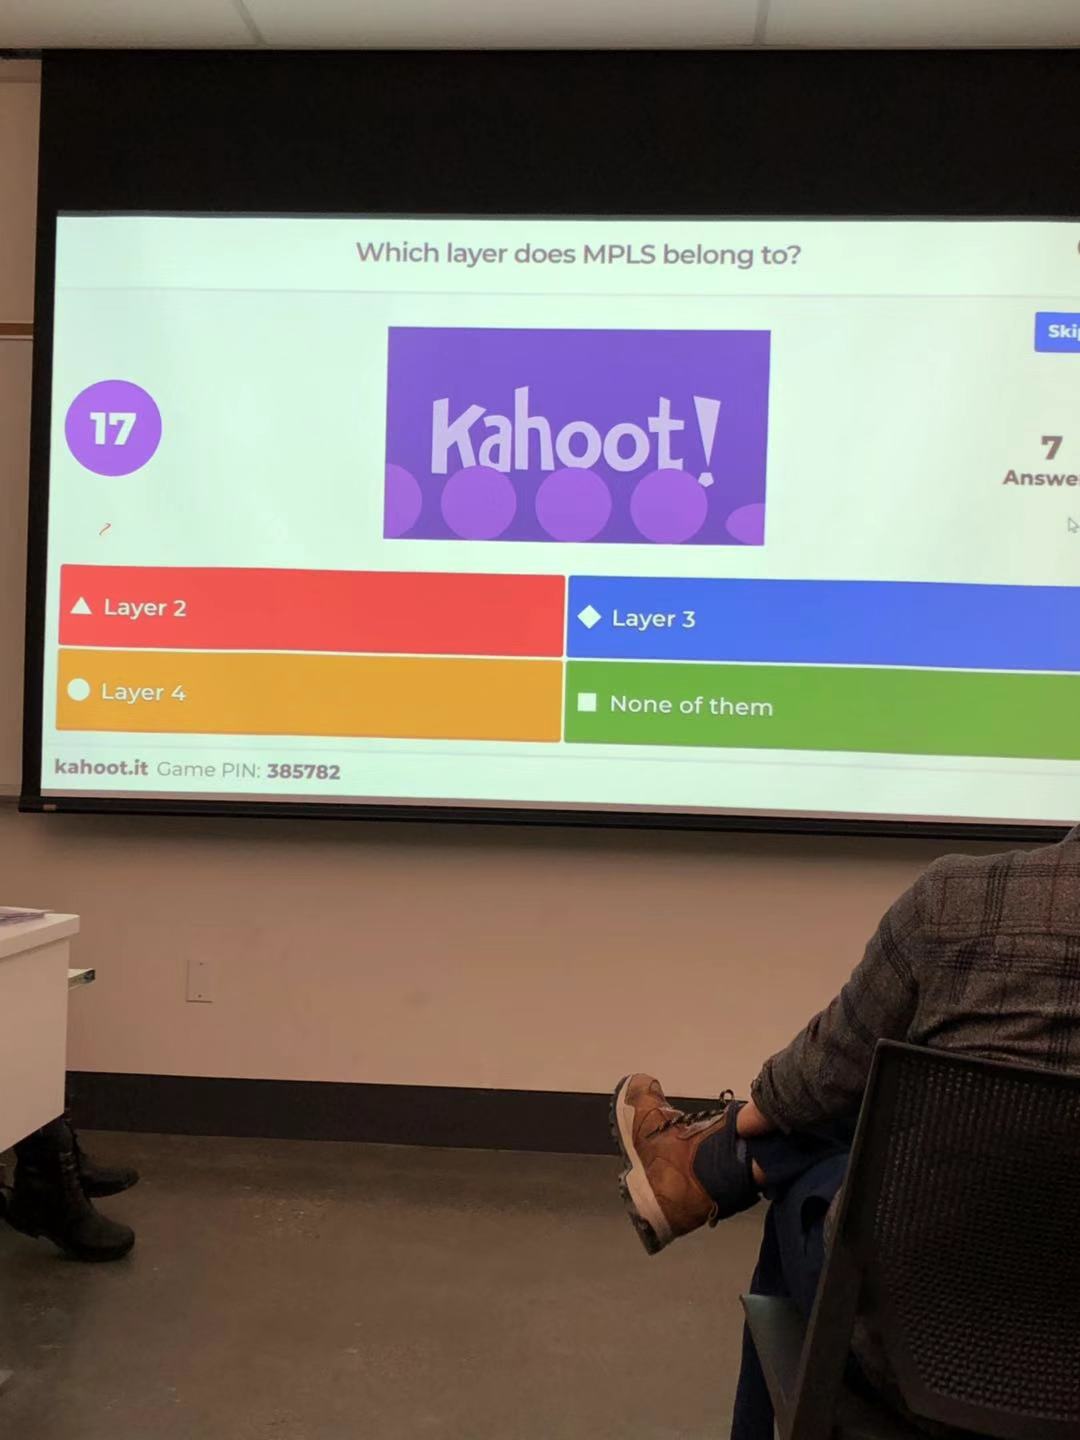 Which layer does MPLS belong to?
Skip
17
Kahoot!
7
Answe
Layer 2
Layer 3
Layer 4
None of them
kahoot.it Game PIN: 385782